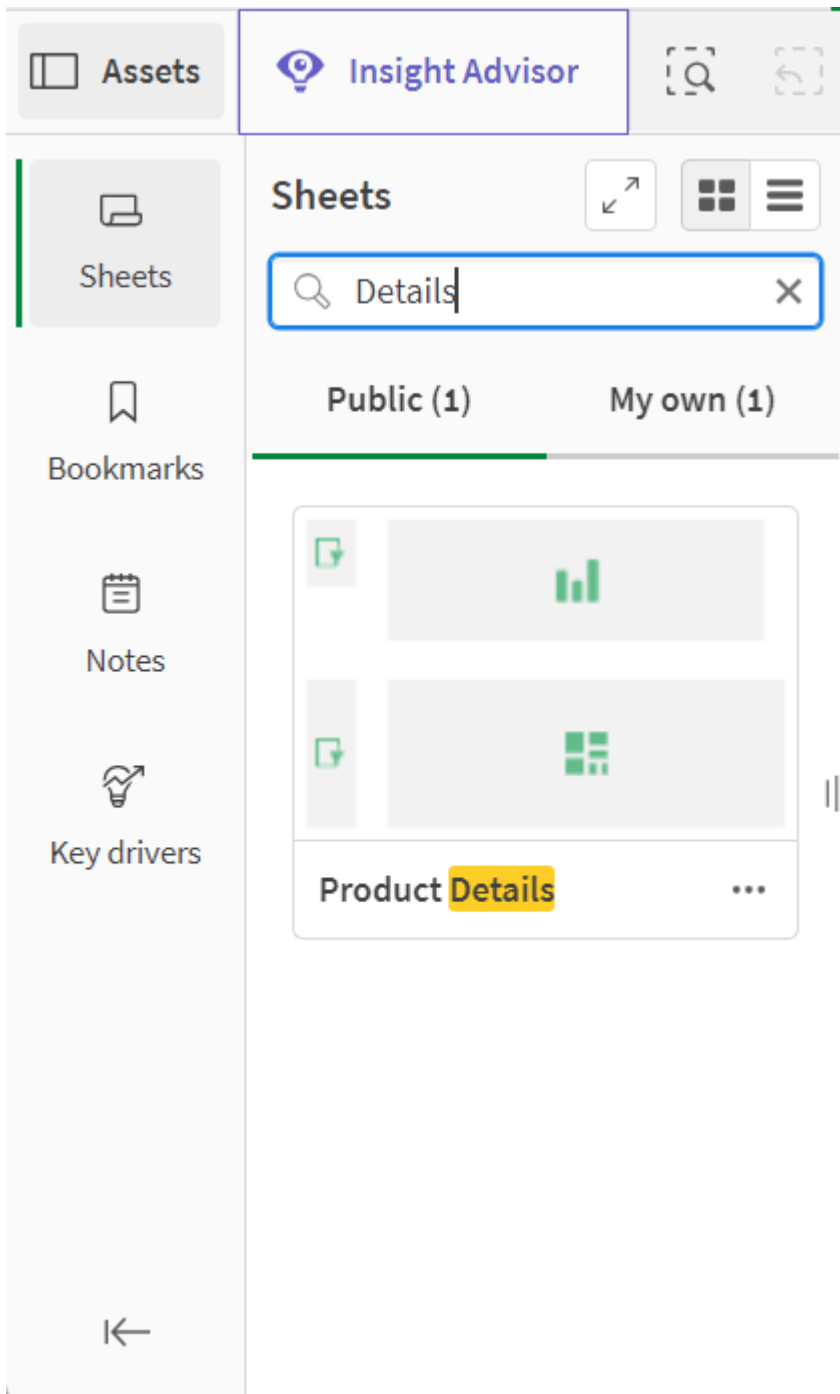 Assets
Insight Advisor
Sheets
Sheets
Details
Public (1)
My own (1)
Bookmarks
Notes
Key drivers
Product Details